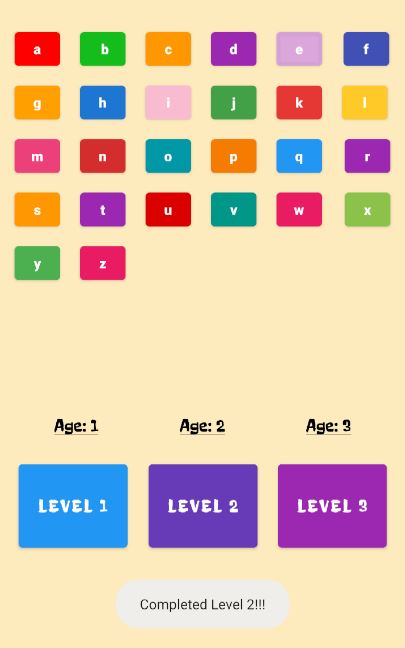 a b c d e f
g h i j k l
m n o p q r
s t u v w x
y z
Age: 1 Age: 2 Age: 3
LEVEL 1 LEVEL 2 LEVEL 3
Completed Level 2!!!